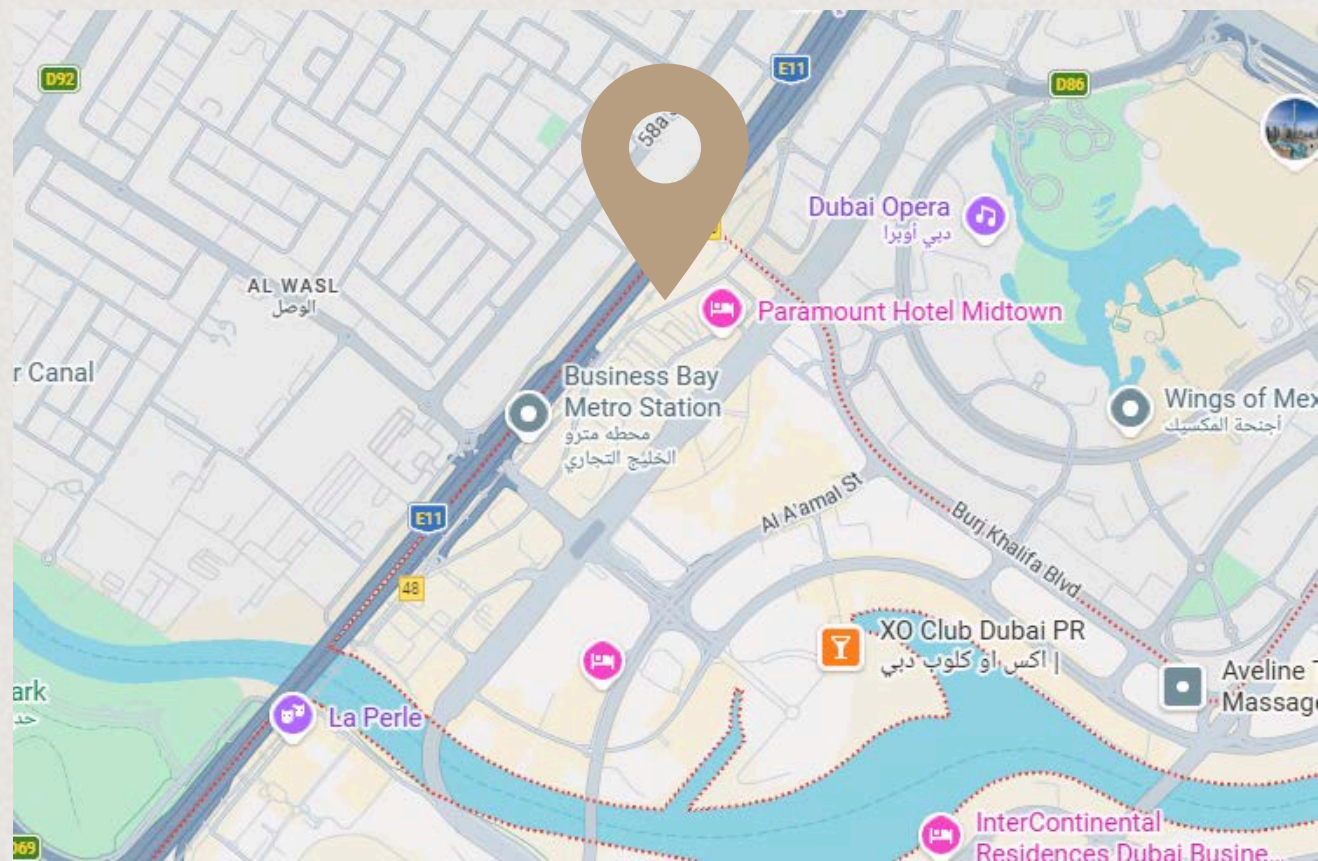 D92
E11
D86
58a
Dubai Opera
دبي أوبرا
AL WASL
الوصل
Paramount Hotel Midtown
r Canal
Business Bay
Metro Station
محطه مترو
الخليج التجاري
Wings of Mex
أجنحة المكسيك
Al A'amal St
E11
Burj Khalifa Blvd
48
XO Club Dubai PR
| اكس او كلوب دبي
ark
حد
La Perle
Aveline T
Massage
InterContinental
Residences Dubai Busine...
D69